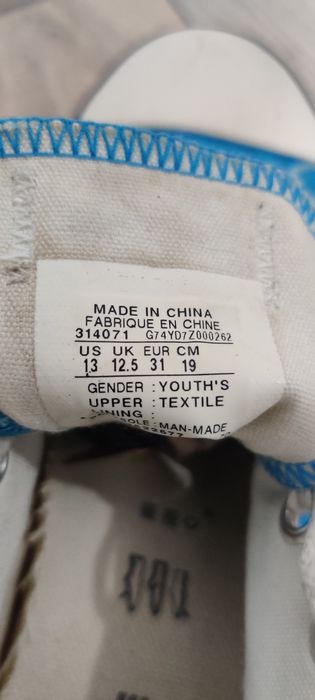 MADE IN CHINA
FABRIQUE EN CHINE
314071 G74YD7Z000262
US UK EUR CM
13 12.5 31 19
GENDER : YOUTH'S
UPPER : TEXTILE
LINING :
SOLE: MAN-MADE